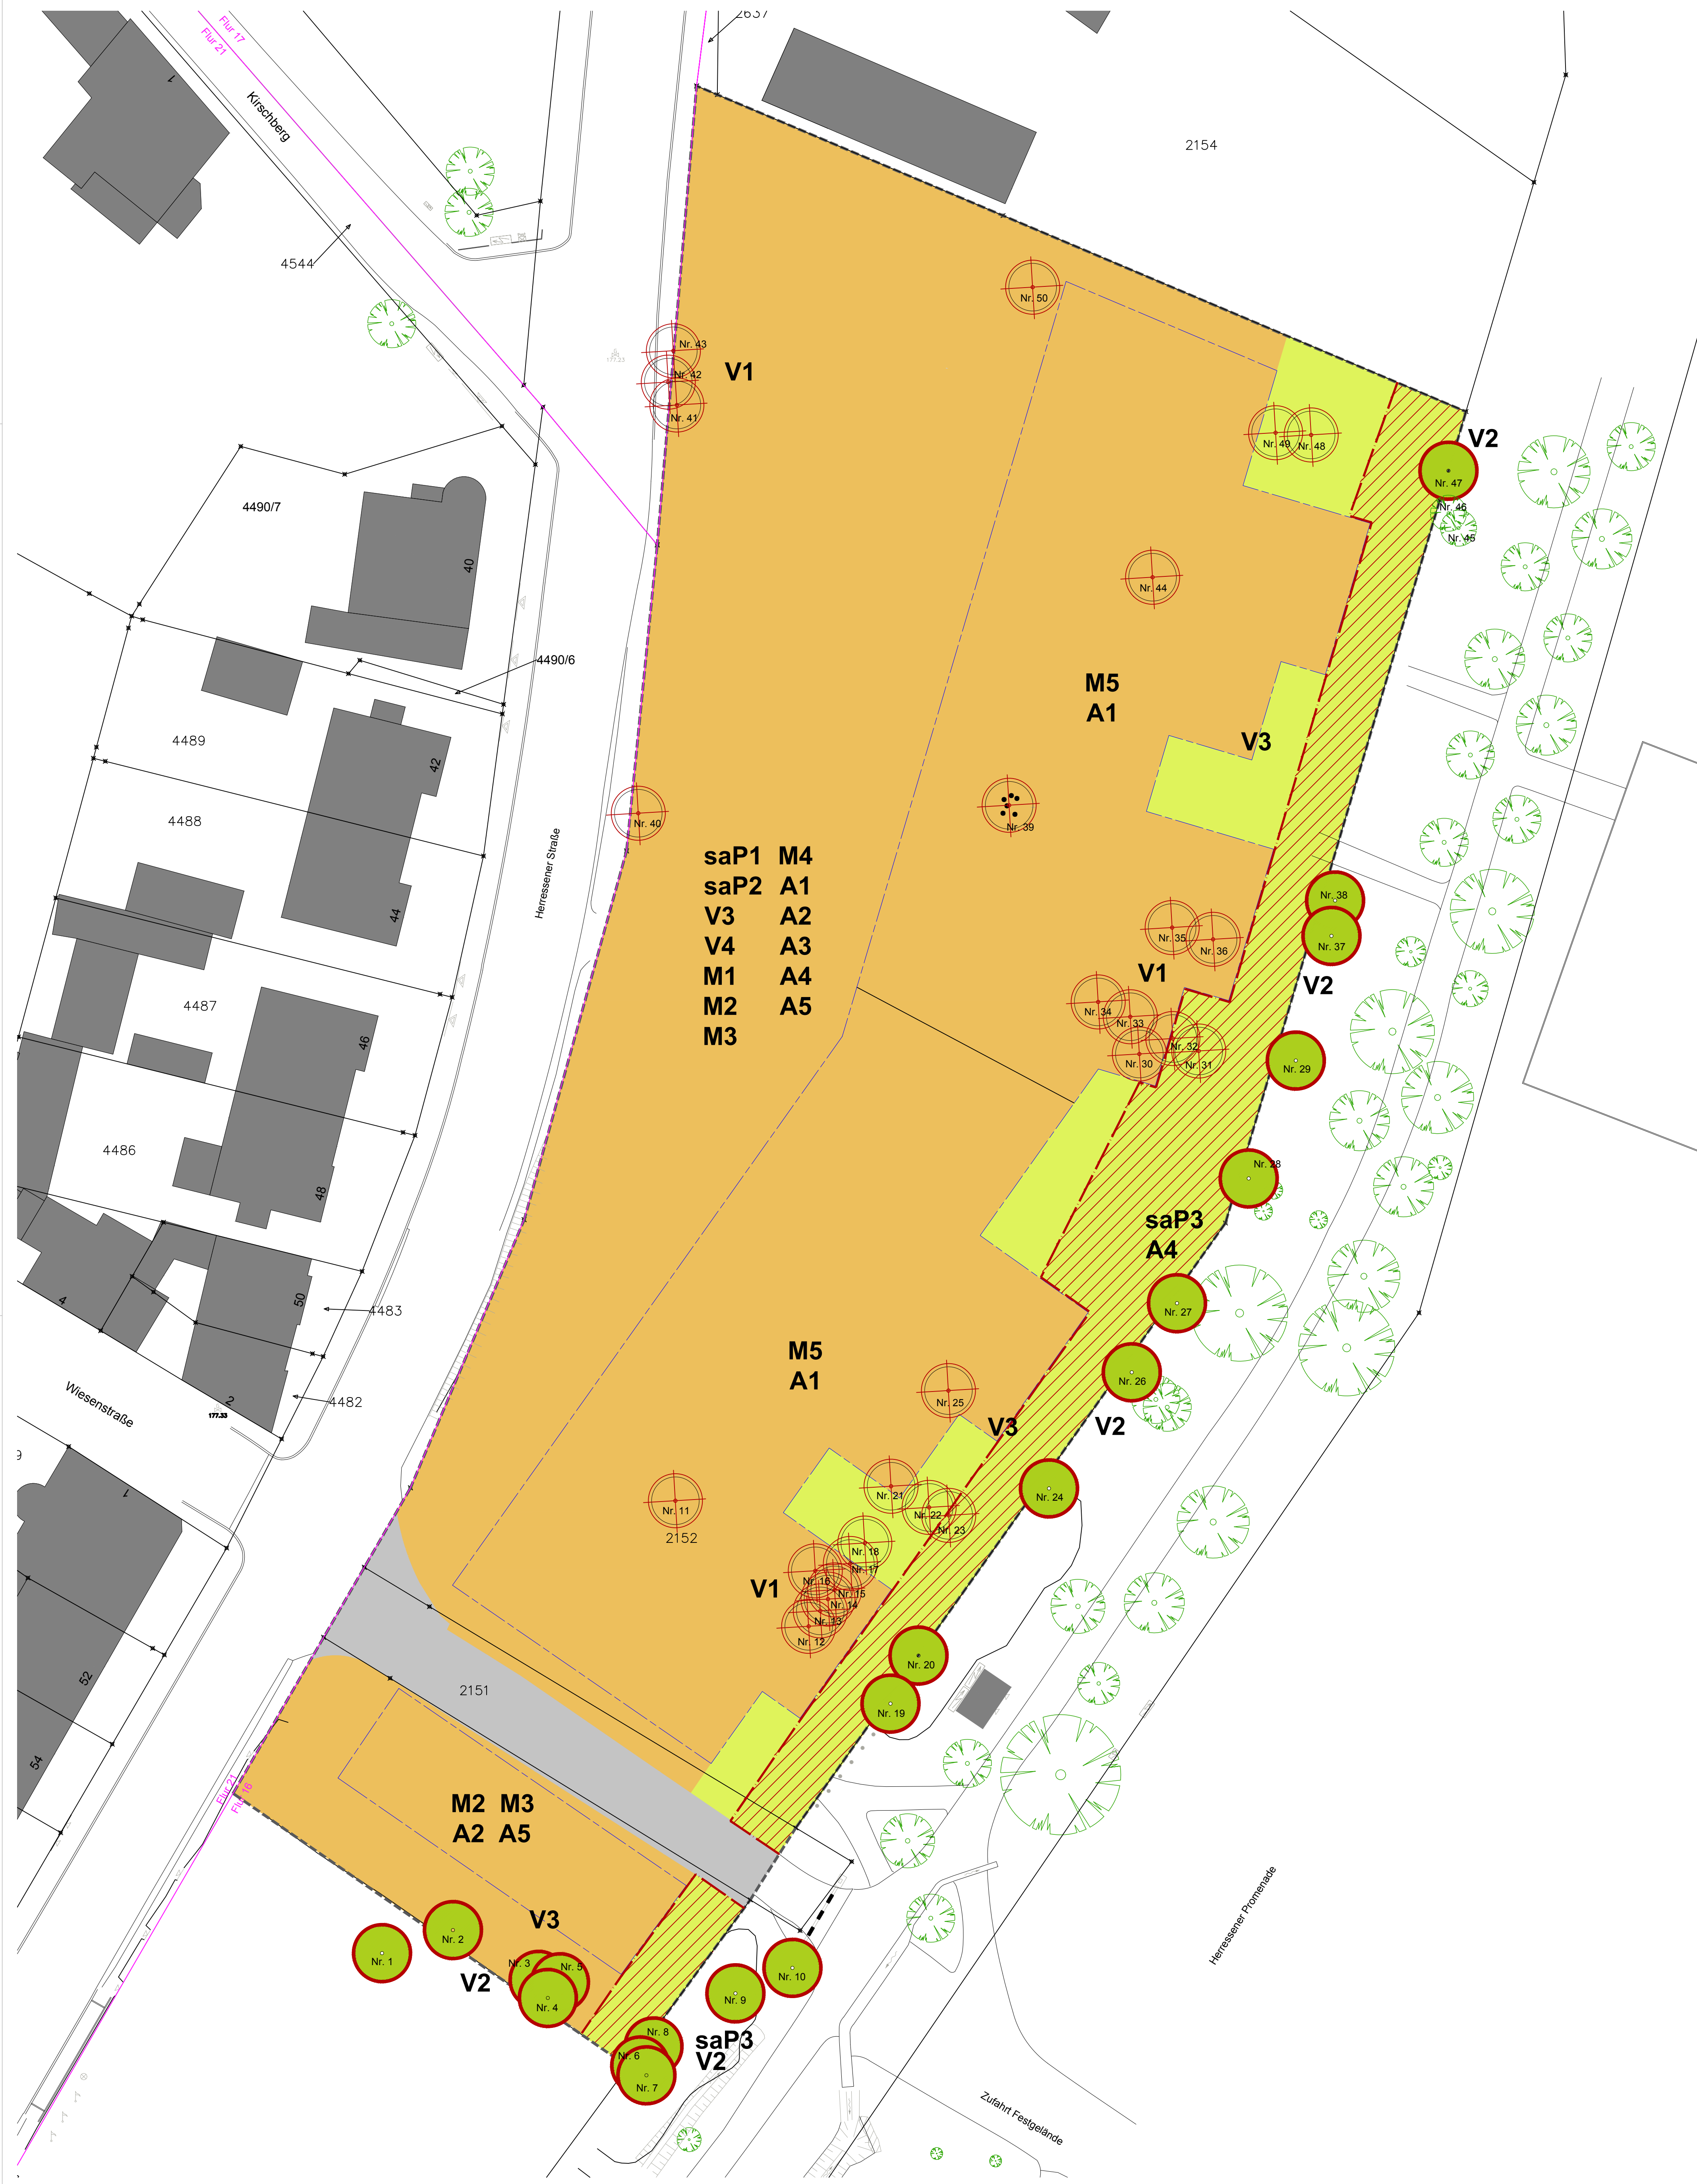 2637
Flur 17
Flur 21
1
Kirschberg
2154
4544
Nr. 50
Nr. 43
Nr. 42
Nr. 41
177.23
V1
V2
Nr. 49
Nr. 48
Nr. 47
Nr. 46
Nr. 45
4490/7
40
Nr. 44
4490/6
M5
A1
V3
4489
42
4488
Nr. 40
Nr. 39
44
Herressener Straße
saP1 M4
saP2 A1
V3 A2
V4 A3
M1 A4
M2 A5
M3
Nr. 38
Nr. 37
Nr. 35
Nr. 36
V1
V2
4487
46
Nr. 34
Nr. 33
Nr. 32
Nr. 30
Nr. 31
Nr. 29
4486
48
Nr. 28
saP3
A4
4
50
4483
Nr. 27
M5
A1
Nr. 26
Wiesenstraße
2
4482
177.33
Nr. 25
V3
V2
9
1
Nr. 21
Nr. 24
Nr. 11
2152
Nr. 22
Nr. 23
Nr. 18
Nr. 17
V1
Nr. 16
Nr. 15
Nr. 14
Nr. 13
Nr. 12
52
Nr. 20
2151
Nr. 19
54
Flur 21
Flur 16
M2 M3
A2 A5
Herressener Promenade
V3
Nr. 2
Nr. 1
Nr. 3
Nr. 5
V2
Nr. 4
Nr. 10
Nr. 9
Nr. 8
saP3
V2
Nr. 6
Nr. 7
Zufahrt Festgelände